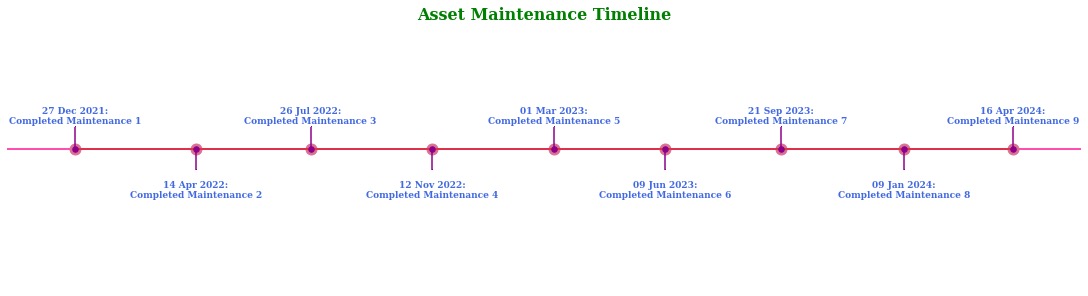 Asset Maintenance Timeline
27 Dec 2021:
Completed Maintenance 1
26 Jul 2022:
Completed Maintenance 3
01 Mar 2023:
Completed Maintenance 5
21 Sep 2023:
Completed Maintenance 7
16 Apr 2024:
Completed Maintenance 9
14 Apr 2022:
Completed Maintenance 2
12 Nov 2022:
Completed Maintenance 4
09 Jun 2023:
Completed Maintenance 6
09 Jan 2024:
Completed Maintenance 8